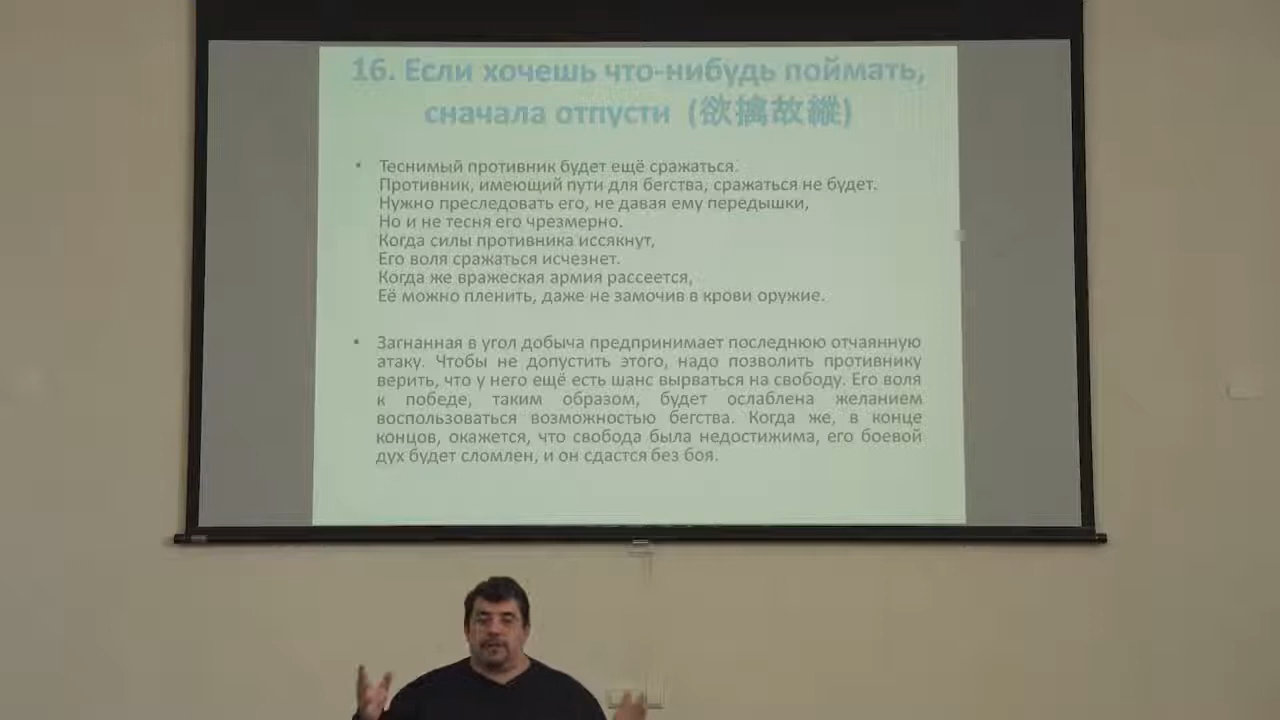 16. Если хочешь что-нибудь поймать,
сначала отпусти (欲擒故縱)
• Теснимый противник будет ещё сражаться.
Противник, имеющий пути для бегства, сражаться не будет.
Нужно преследовать его, не давая ему передышки,
Но и не тесня его чрезмерно.
Когда силы противника иссякнут,
Его воля сражаться исчезнет.
Когда же вражеская армия рассеется,
Её можно пленить, даже не замочив в крови оружие.
• Загнанная в угол добыча предпринимает последнюю отчаянную
атаку. Чтобы не допустить этого, надо позволить противнику
верить, что у него ещё есть шанс вырваться на свободу. Его воля
к победе, таким образом, будет ослаблена желанием
воспользоваться возможностью бегства. Когда же, в конце
концов, окажется, что свобода была недостижима, его боевой
дух будет сломлен, и он сдастся без боя.